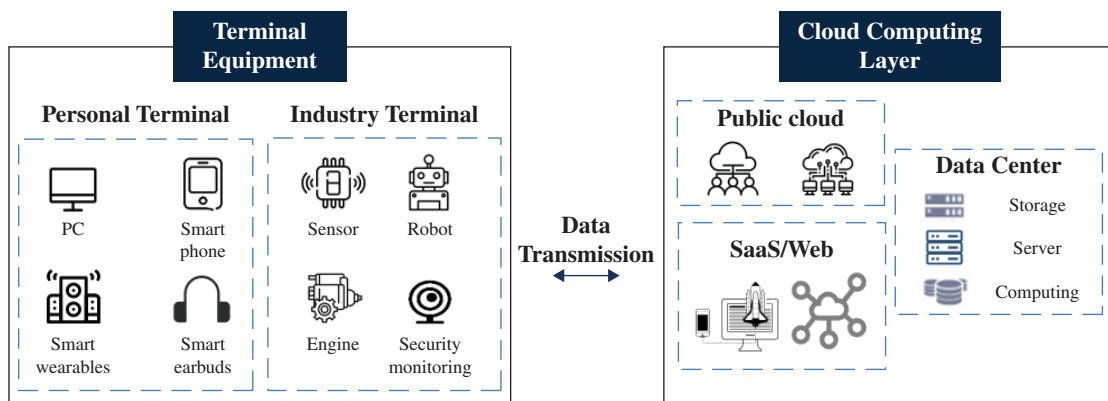 Terminal
Equipment
Personal Terminal
Industry Terminal
PC
Smart
phone
Sensor
Robot
Smart
wearables
Smart
earbuds
Engine
Security
monitoring
Data
Transmission
Cloud Computing
Layer
Public cloud
SaaS/Web
Data Center
Storage
Server
Computing